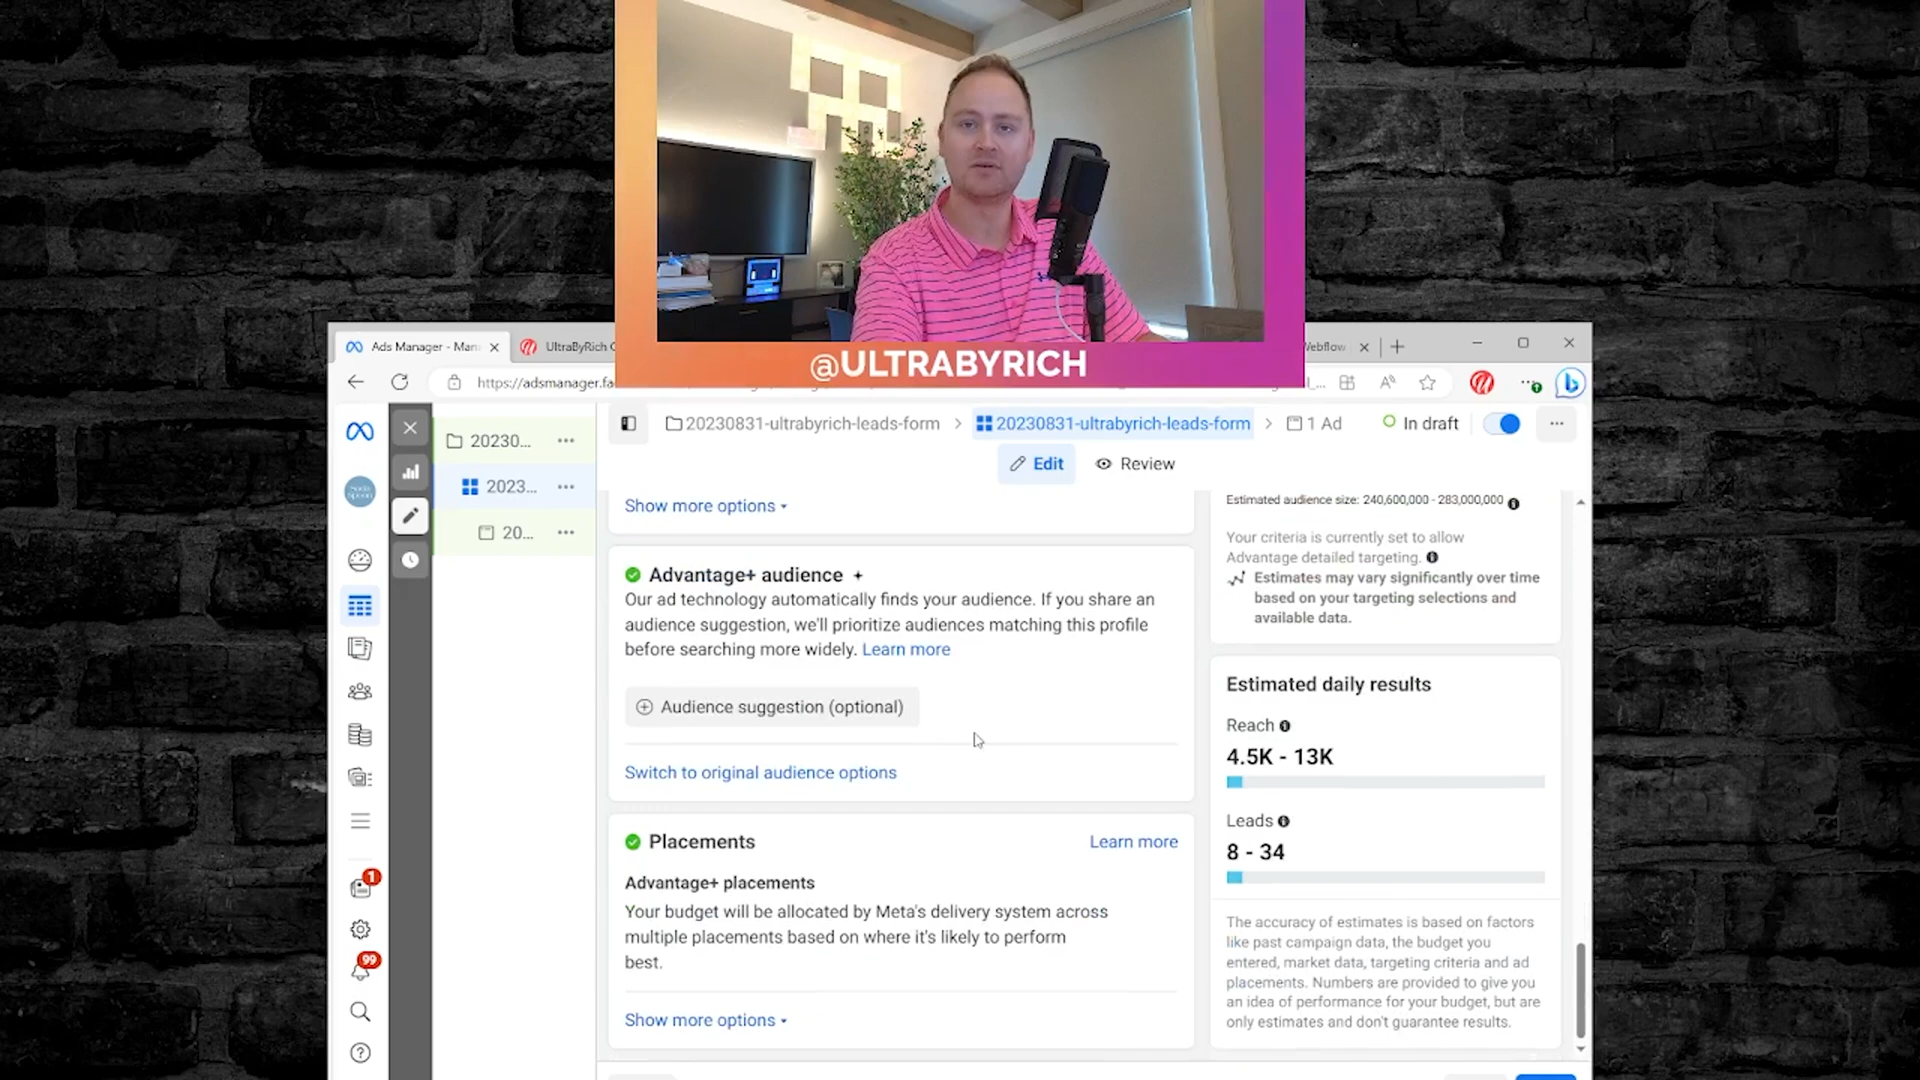 @ULTRABYRICH
Ads Manager - Man
UltraByRich C
Webflow
https://adsmanager.fa
20230831-ultrabyrich-leads-form
20230831-ultrabyrich-leads-form
1 Ad
In draft
Edit
Review
20230...
2023...
20...
Show more options
Advantage+ audience
Our ad technology automatically finds your audience. If you share an
audience suggestion, we'll prioritize audiences matching this profile
before searching more widely. Learn more
Audience suggestion (optional)
Switch to original audience options
Placements
Learn more
Advantage+ placements
Your budget will be allocated by Meta's delivery system across
multiple placements based on where it's likely to perform
best.
Show more options
Estimated audience size: 240,600,000 - 283,000,000
Your criteria is currently set to allow
Advantage detailed targeting.
Estimates may vary significantly over time
based on your targeting selections and
available data.
Estimated daily results
Reach
4.5K - 13K
Leads
8 - 34
The accuracy of estimates is based on factors
like past campaign data, the budget you
entered, market data, targeting criteria and ad
placements. Numbers are provided to give you
an idea of performance for your budget, but are
only estimates and don't guarantee results.
1
99